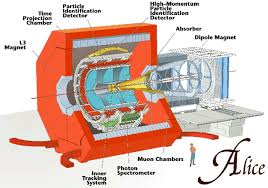 Time
Projection
Chamber
Particle
Identification
Detector
High-Momentum
Particle
Identification
Detector
Absorber
Dipole Magnet
L3
Magnet
Inner
Tracking
System
Photon
Spectrometer
Muon Chambers
Alice